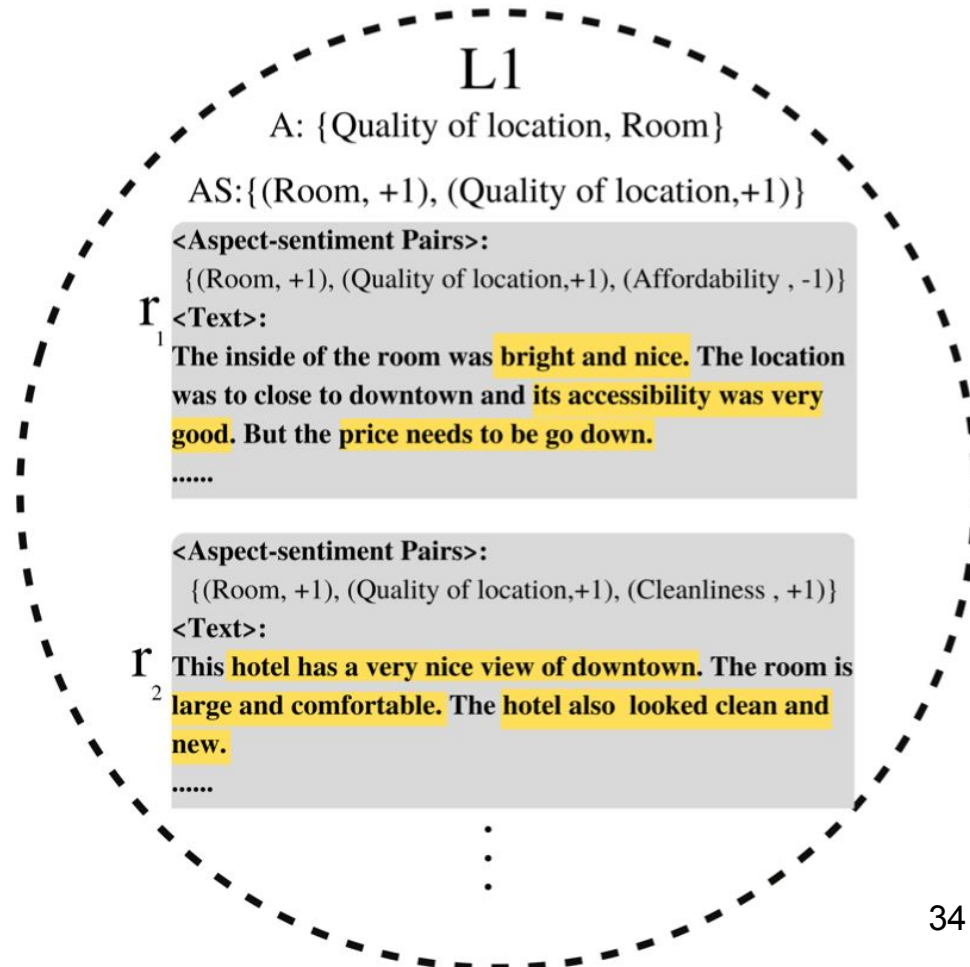 L1
A: {Quality of location, Room}
AS:{(Room, +1), (Quality of location,+1)}
<Aspect-sentiment Pairs>:
{(Room, +1), (Quality of location,+1), (Affordability , -1)}
r1
<Text>:
The inside of the room was bright and nice. The location
was to close to downtown and its accessibility was very
good. But the price needs to be go down.
......
<Aspect-sentiment Pairs>:
{(Room, +1), (Quality of location,+1), (Cleanliness , +1)}
<Text>:
r2
This hotel has a very nice view of downtown. The room is
large and comfortable. The hotel also looked clean and
new.
......
34